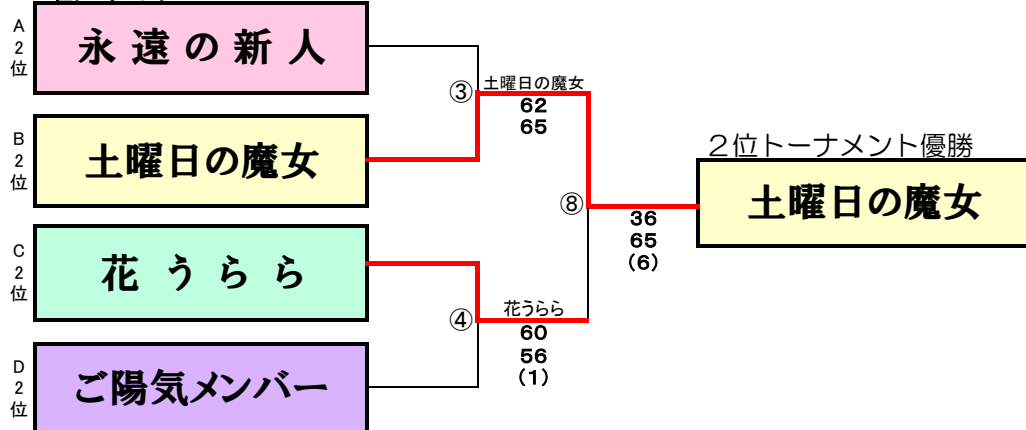 A
2
位
永遠の新人
B
2
位
土曜日の魔女
C
2
位
花うらら
D
2
位
ご陽気メンバー
③
土曜日の魔女
62
65
④
花うらら
60
56
(1)
⑧
36
65
(6)
２位トーナメント優勝
土曜日の魔女